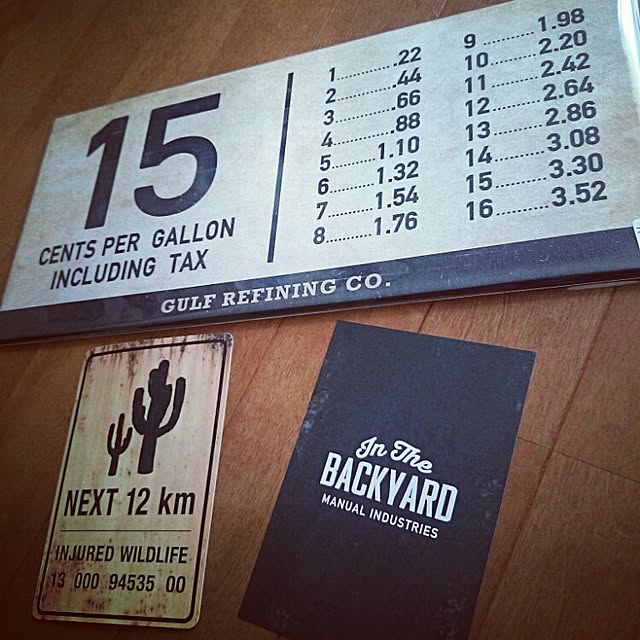 15
CENTS PER GALLON
INCLUDING TAX
1............22
2............44
3............66
4............88
5..........1.10
6..........1.32
7..........1.54
8..........1.76
9..........1.98
10..........2.20
11..........2.42
12..........2.64
13..........2.86
14..........3.08
15..........3.30
16..........3.52
GULF REFINING CO.
NEXT 12 km
INJURED WILDLIFE
13 000 94535 00
In The
BACKYARD
MANUAL INDUSTRIES